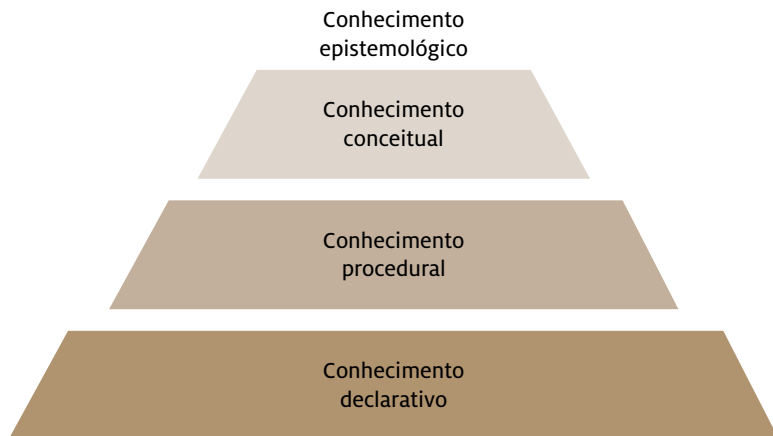 Conhecimento
epistemológico
Conhecimento
conceitual
Conhecimento
procedural
Conhecimento
declarativo